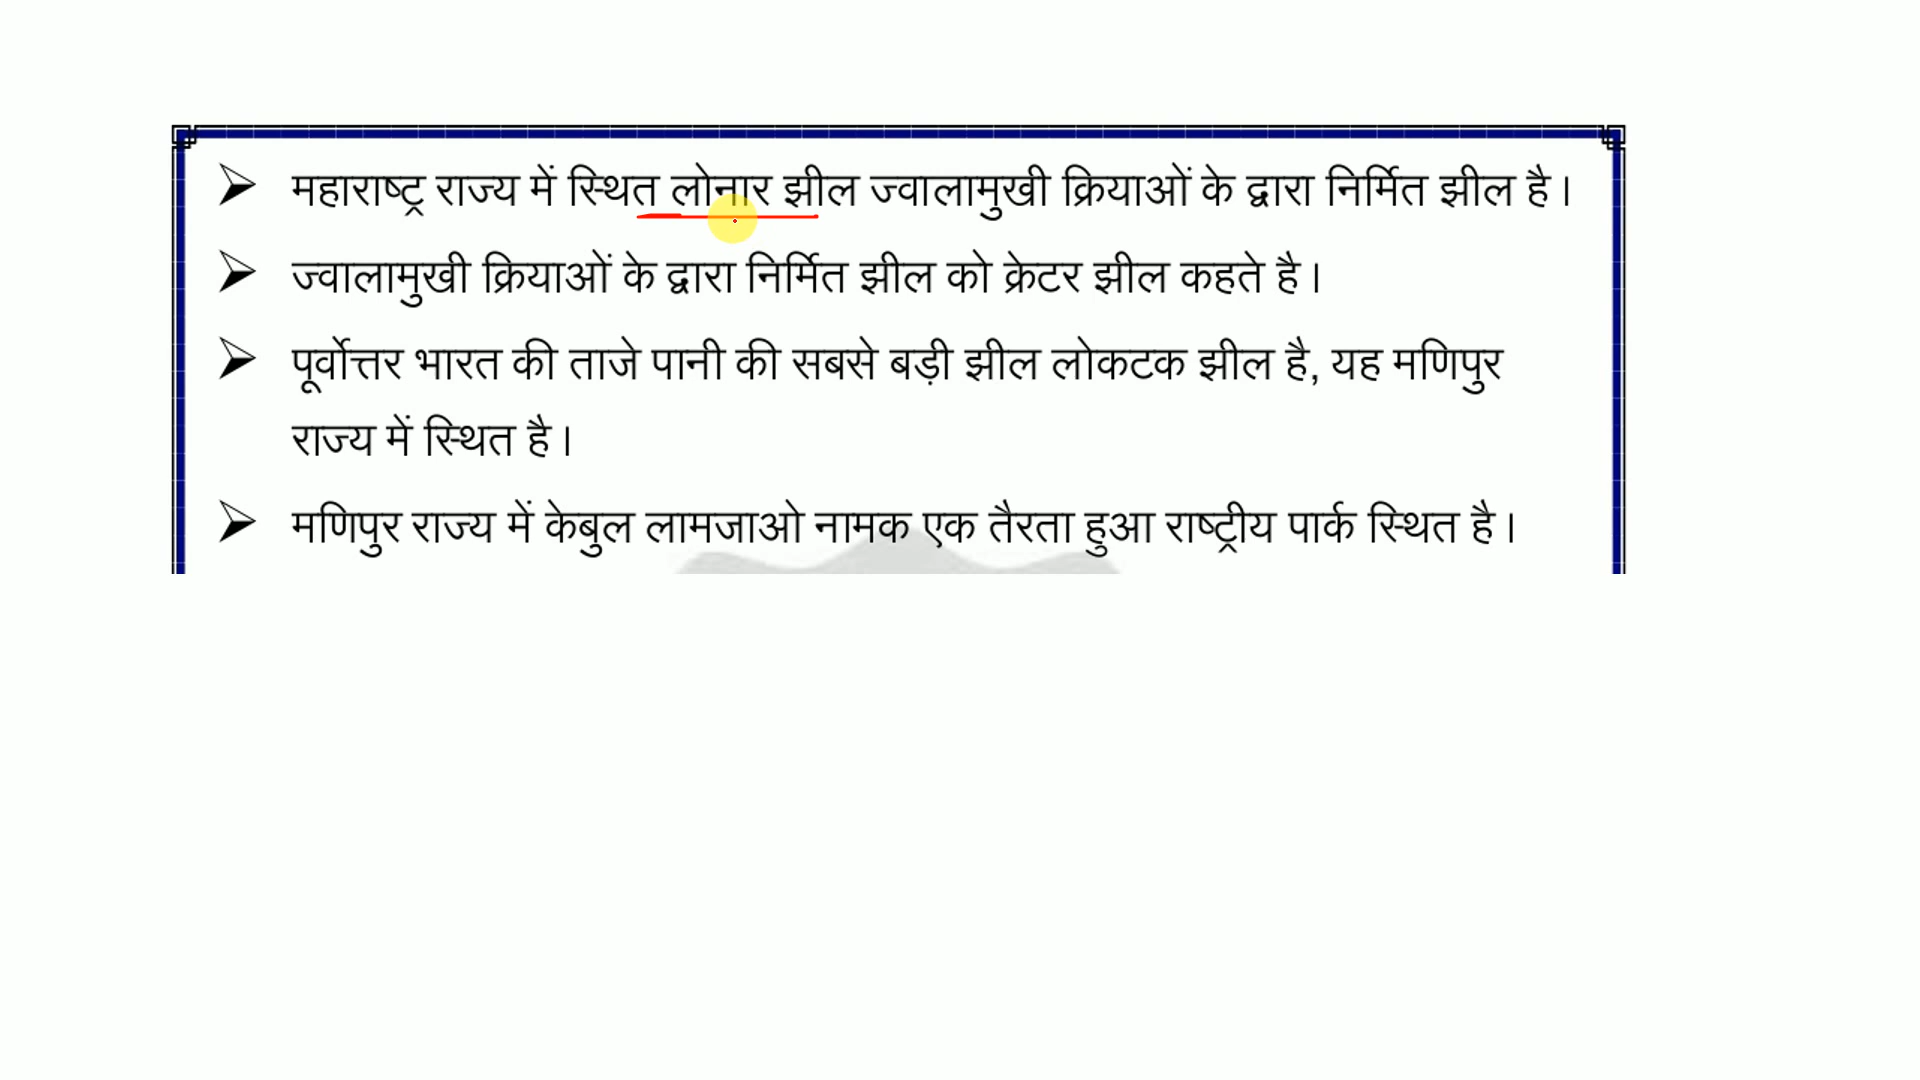 महाराष्ट्र राज्य में स्थित लोनार झील ज्वालामुखी क्रियाओं के द्वारा निर्मित झील है।
ज्वालामुखी क्रियाओं के द्वारा निर्मित झील को क्रेटर झील कहते है।
पूर्वोत्तर भारत की ताजे पानी की सबसे बड़ी झील लोकटक झील है, यह मणिपुर
राज्य में स्थित है।
मणिपुर राज्य में केबुल लामजाओ नामक एक तैरता हुआ राष्ट्रीय पार्क स्थित है।